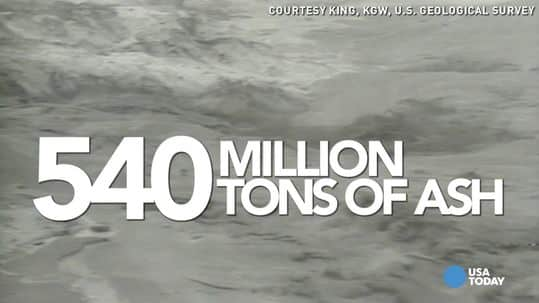 COURTESY KING, KGW, U.S. GEOLOGICAL SURVEY
540 MILLION
TONS OF ASH
USA
TODAY